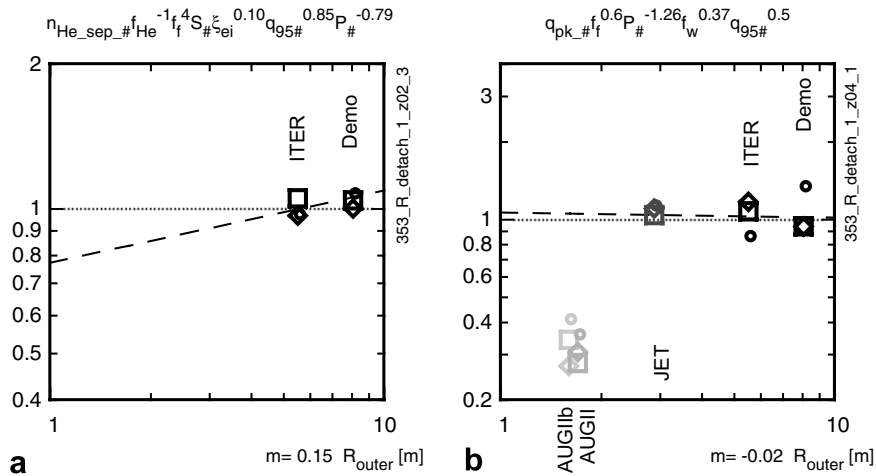 n_He_sep_# f_He^-1 f_f^4 S_# ξ_ei^0.10 q_95#^0.85 P_#^-0.79
2
1
0.9
0.8
0.7
0.6
0.5
0.4
1
10
ITER
Demo
353_R_detach_1_z02_3
a
m= 0.15 R_outer [m]
q_pk_# f_f^0.6 P_#^-1.26 f_w^0.37 q_95#^0.5
3
1
0.8
0.6
0.4
0.2
1
10
AUGIIb
AUGII
JET
ITER
Demo
353_R_detach_1_z04_1
b
m= -0.02 R_outer [m]